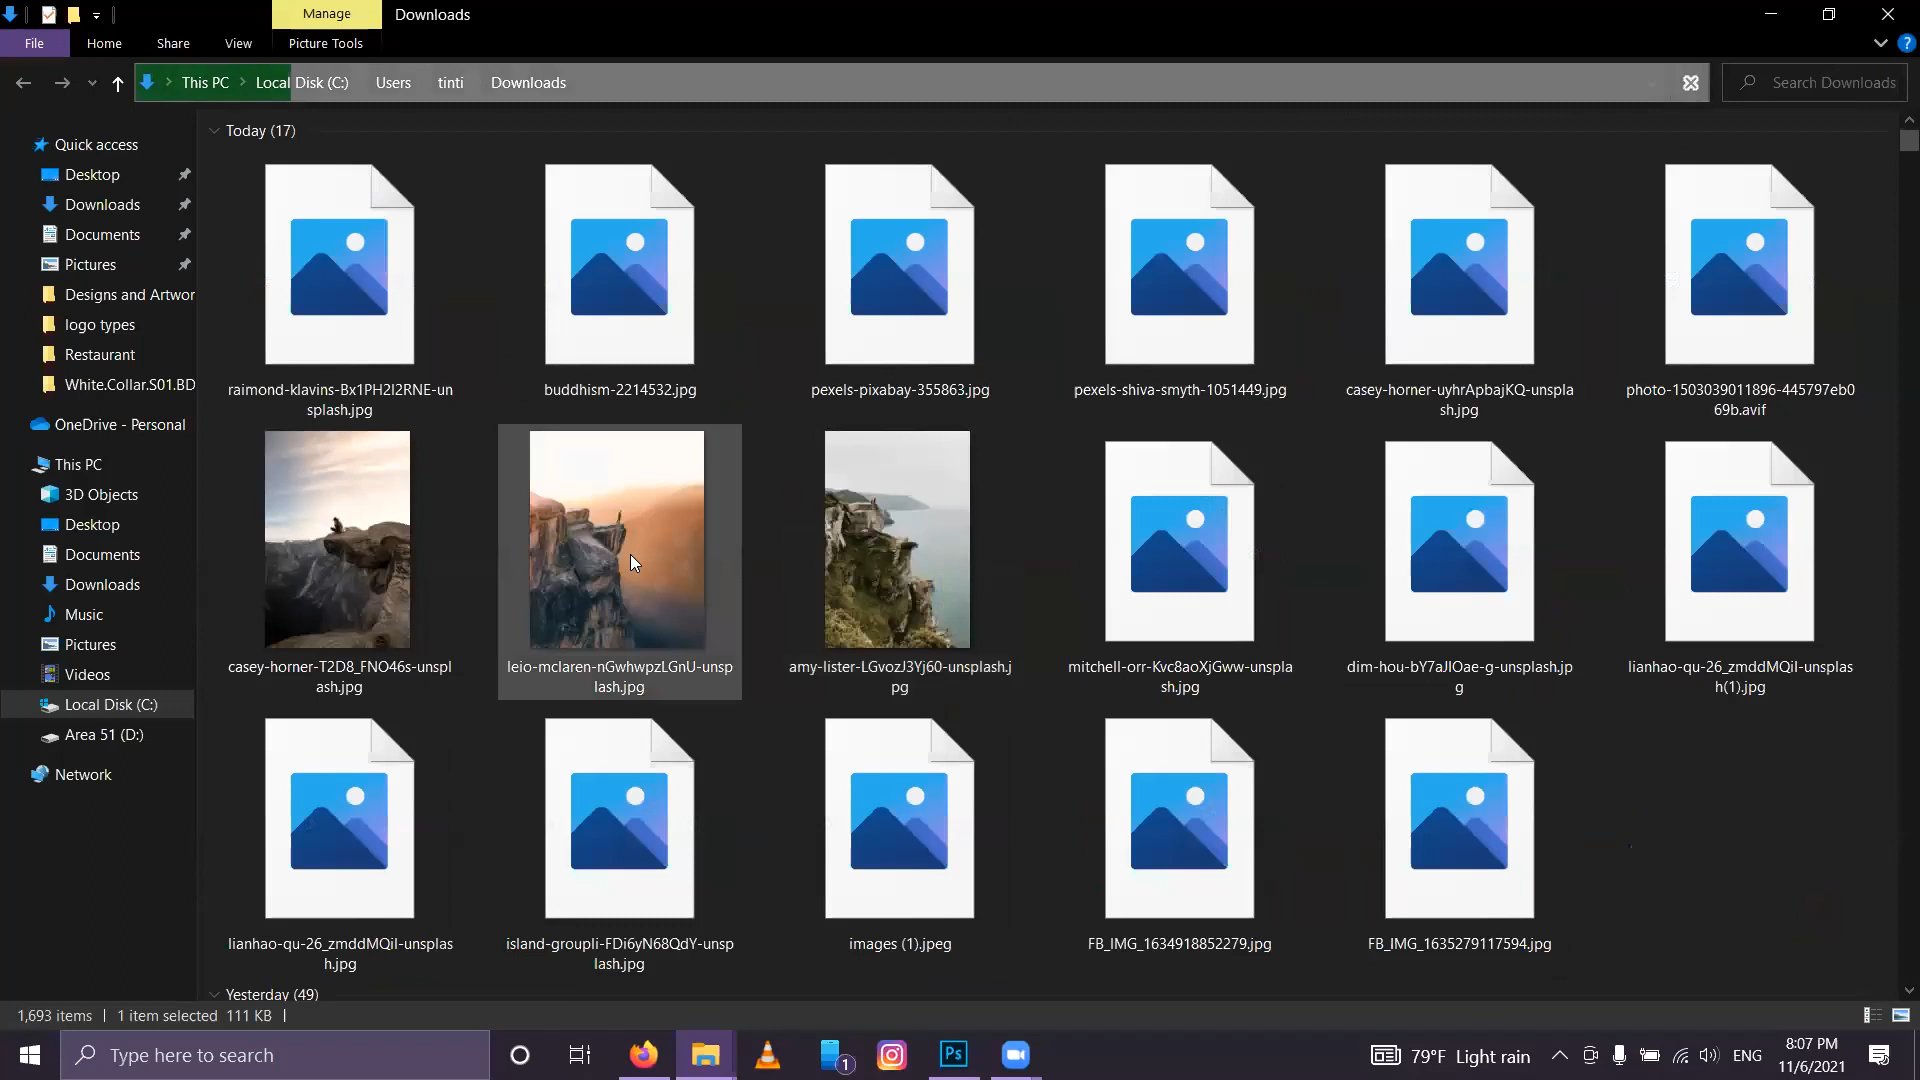 Manage
Downloads
File
Home
Share
View
Picture Tools
This PC
Local Disk (C:)
Users
tinti
Downloads
Search Downloads
Quick access
Desktop
Downloads
Documents
Pictures
Designs and Artwor
logo types
Restaurant
White.Collar.S01.BD
OneDrive - Personal
This PC
3D Objects
Desktop
Documents
Downloads
Music
Pictures
Videos
Local Disk (C:)
Area 51 (D:)
Network
Today (17)
raimond-klavins-Bx1PH2I2RNE-un
splash.jpg
buddhism-2214532.jpg
pexels-pixabay-355863.jpg
pexels-shiva-smyth-1051449.jpg
casey-horner-uyhrApbajKQ-unspla
sh.jpg
photo-1503039011896-445797eb0
69b.avif
casey-horner-T2D8_FNO46s-unspl
ash.jpg
leio-mclaren-nGwhwpzLGnU-unsp
lash.jpg
amy-lister-LGvozJ3Yj60-unsplash.j
pg
mitchell-orr-Kvc8aoXjGww-unspla
sh.jpg
dim-hou-bY7aJIOae-g-unsplash.jp
g
lianhao-qu-26_zmddMQiI-unsplas
h(1).jpg
lianhao-qu-26_zmddMQiI-unsplas
h.jpg
island-groupli-FDi6yN68QdY-unsp
lash.jpg
images (1).jpeg
FB_IMG_1634918852279.jpg
FB_IMG_1635279117594.jpg
Yesterday (49)
1,693 items
1 item selected 111 KB
Type here to search
1
Ps
79°F Light rain
ENG
8:07 PM
11/6/2021